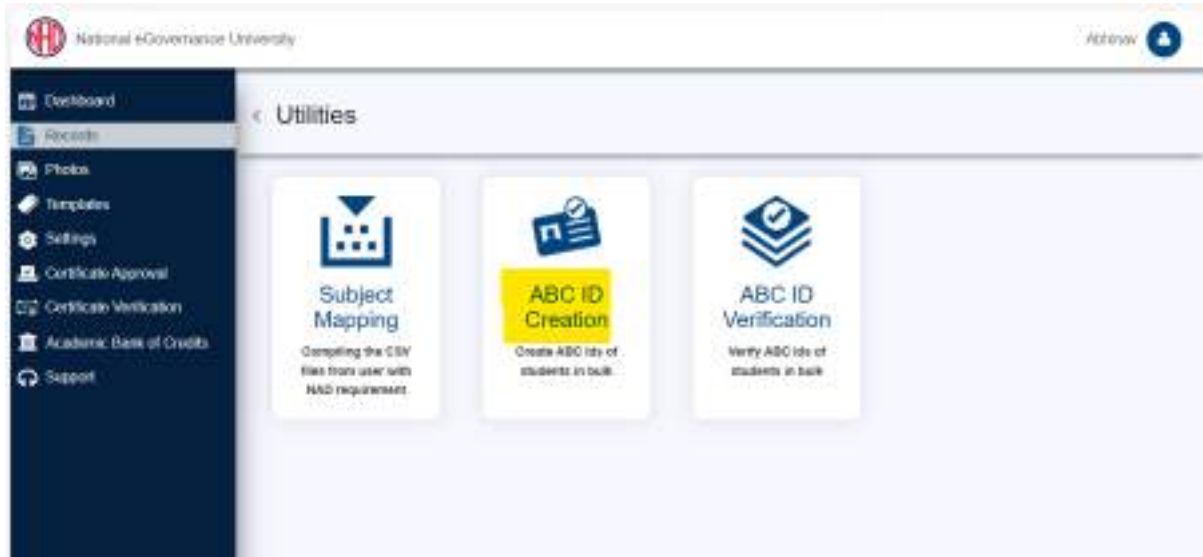 National eGovernance University
Abhinav
Dashboard
Records
Photos
Templates
Settings
Certificate Approval
Certificate Verification
Academic Bank of Credits
Support
< Utilities
Subject
Mapping
Compiling the CSV
files from user with
NAD requirement
ABC ID
Creation
Create ABC ids of
students in bulk
ABC ID
Verification
Verify ABC ids of
students in bulk